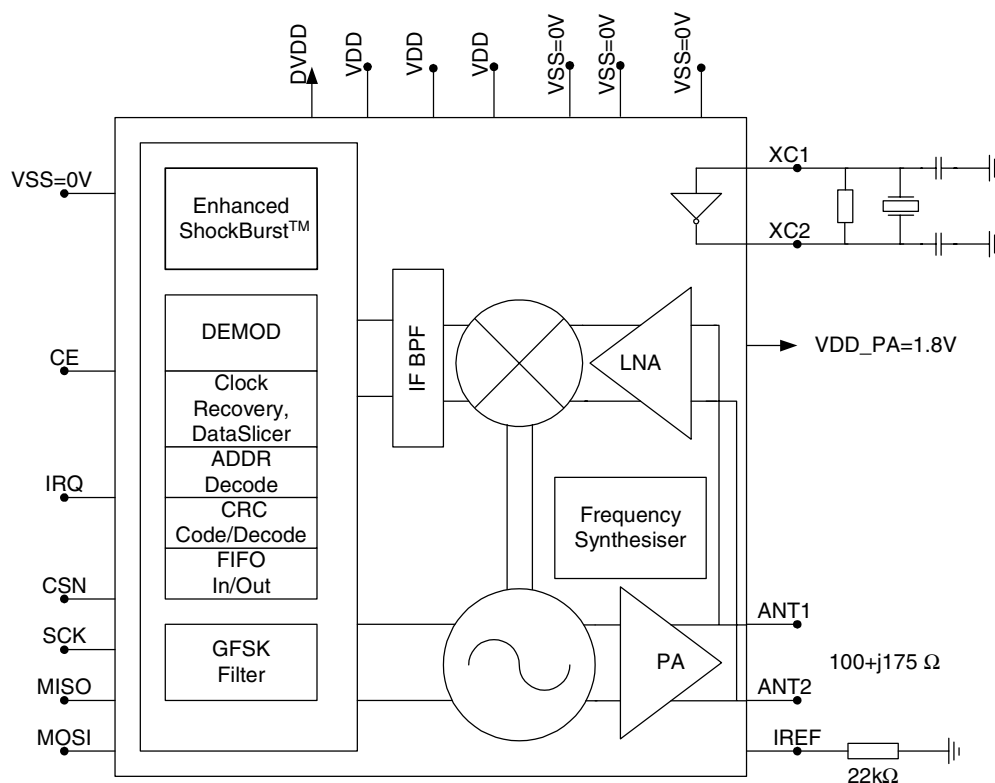 DVDD
VDD
VDD
VDD
VSS=0V
VSS=0V
VSS=0V
VSS=0V
CE
IRQ
CSN
SCK
MISO
MOSI
Enhanced
ShockBurst™
DEMOD
Clock
Recovery,
DataSlicer
ADDR
Decode
CRC
Code/Decode
FIFO
In/Out
GFSK
Filter
IF BPF
LNA
Frequency
Synthesiser
PA
XC1
XC2
VDD_PA=1.8V
ANT1
100+j175 Ω
ANT2
IREF
22kΩ